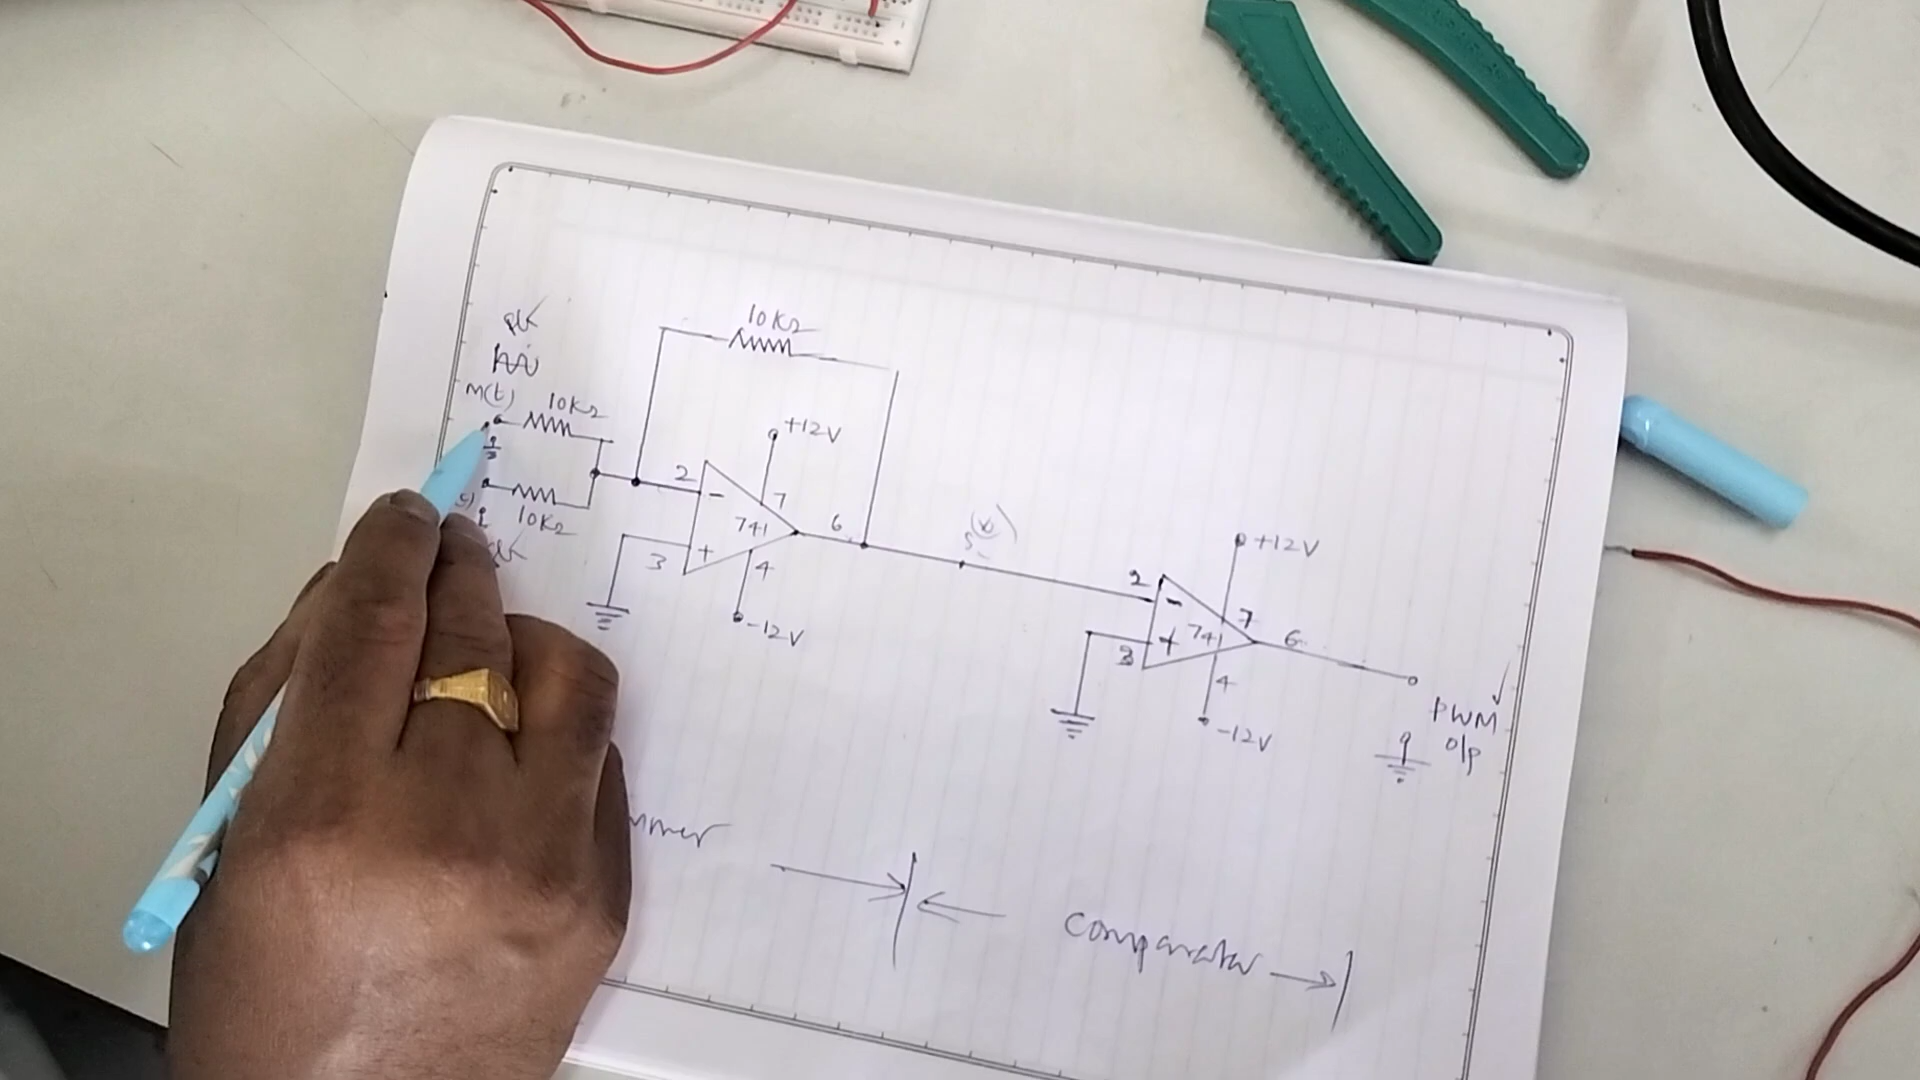 10KΩ
m(t)
10KΩ
+12V
2
-
7
741
6
10KΩ
+
3
4
-12V
+12V
2
-
7
741
6
+
3
4
-12V
PWM
o/p
Comparator